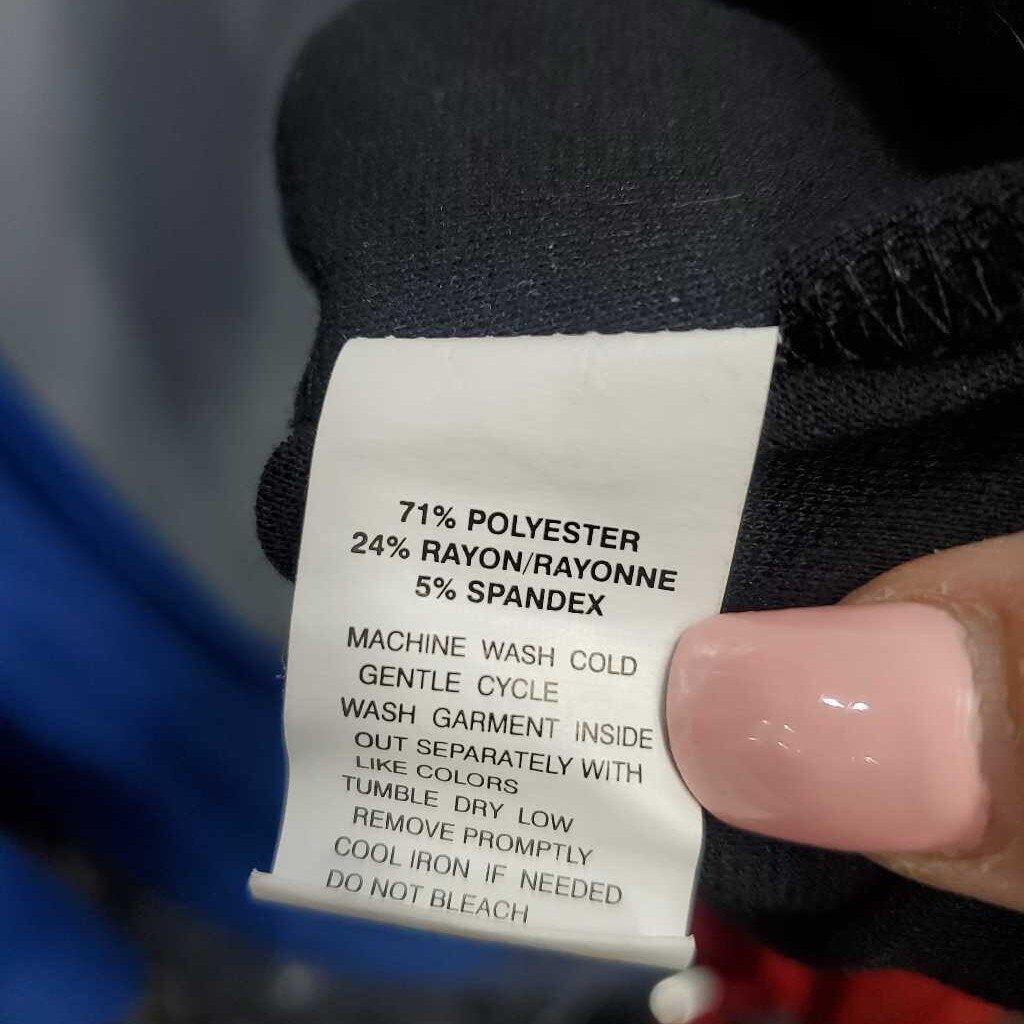 71% POLYESTER
24% RAYON/RAYONNE
5% SPANDEX
MACHINE WASH COLD
GENTLE CYCLE
WASH GARMENT INSIDE
OUT SEPARATELY WITH
LIKE COLORS
TUMBLE DRY LOW
REMOVE PROMPTLY
COOL IRON IF NEEDED
DO NOT BLEACH